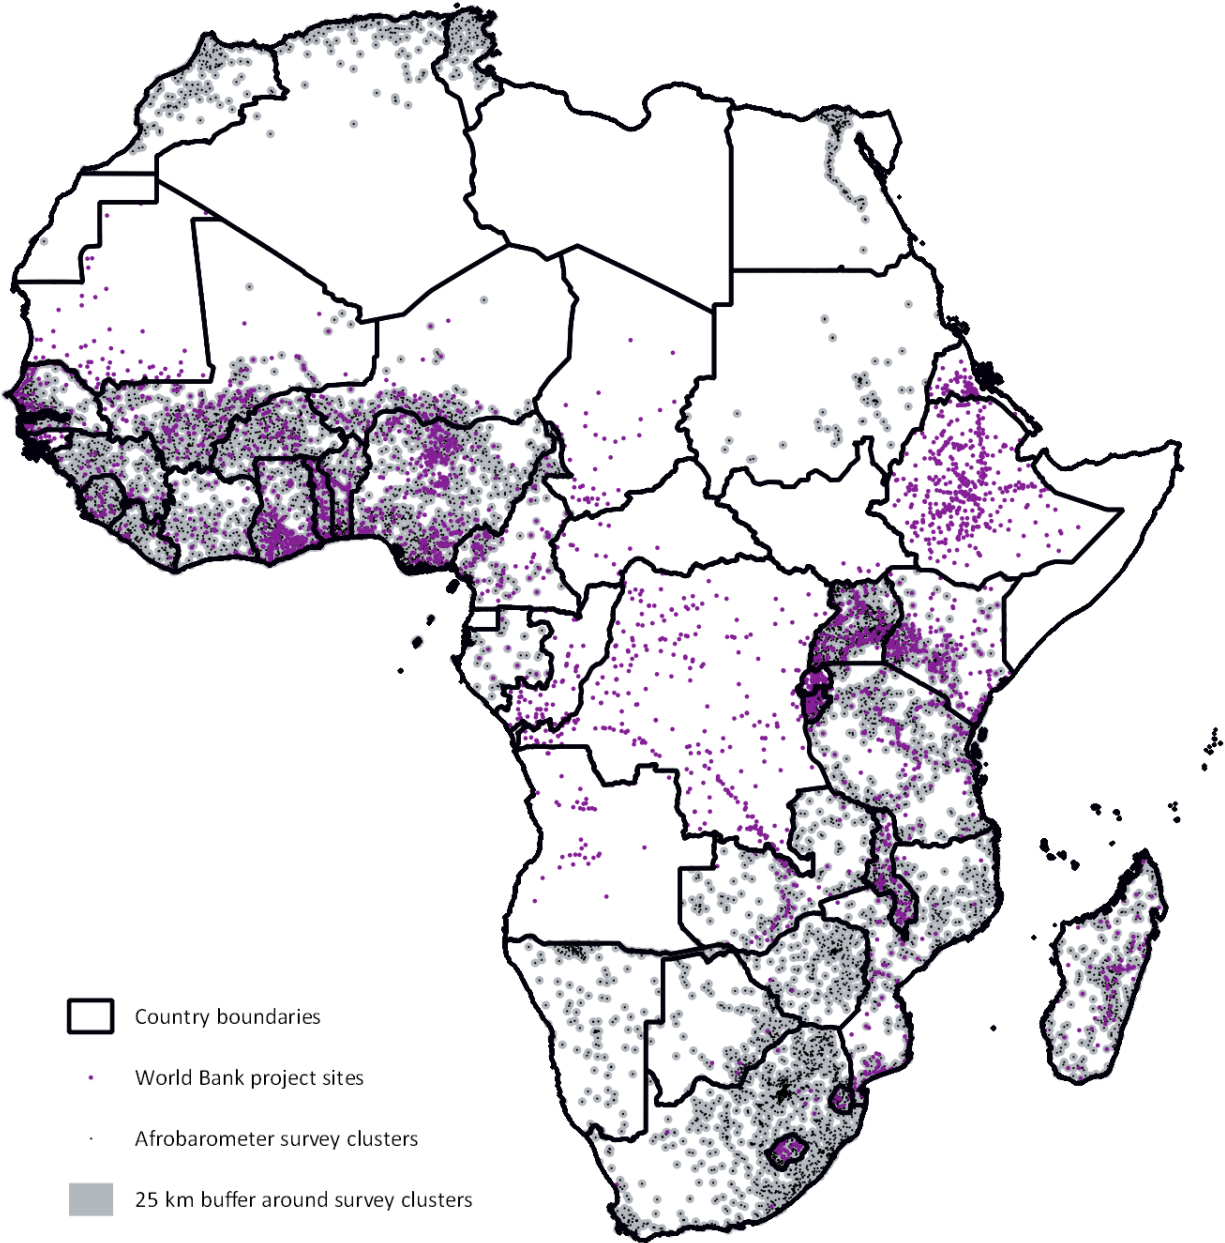 Country boundaries
World Bank project sites
Afrobarometer survey clusters
25 km buffer around survey clusters